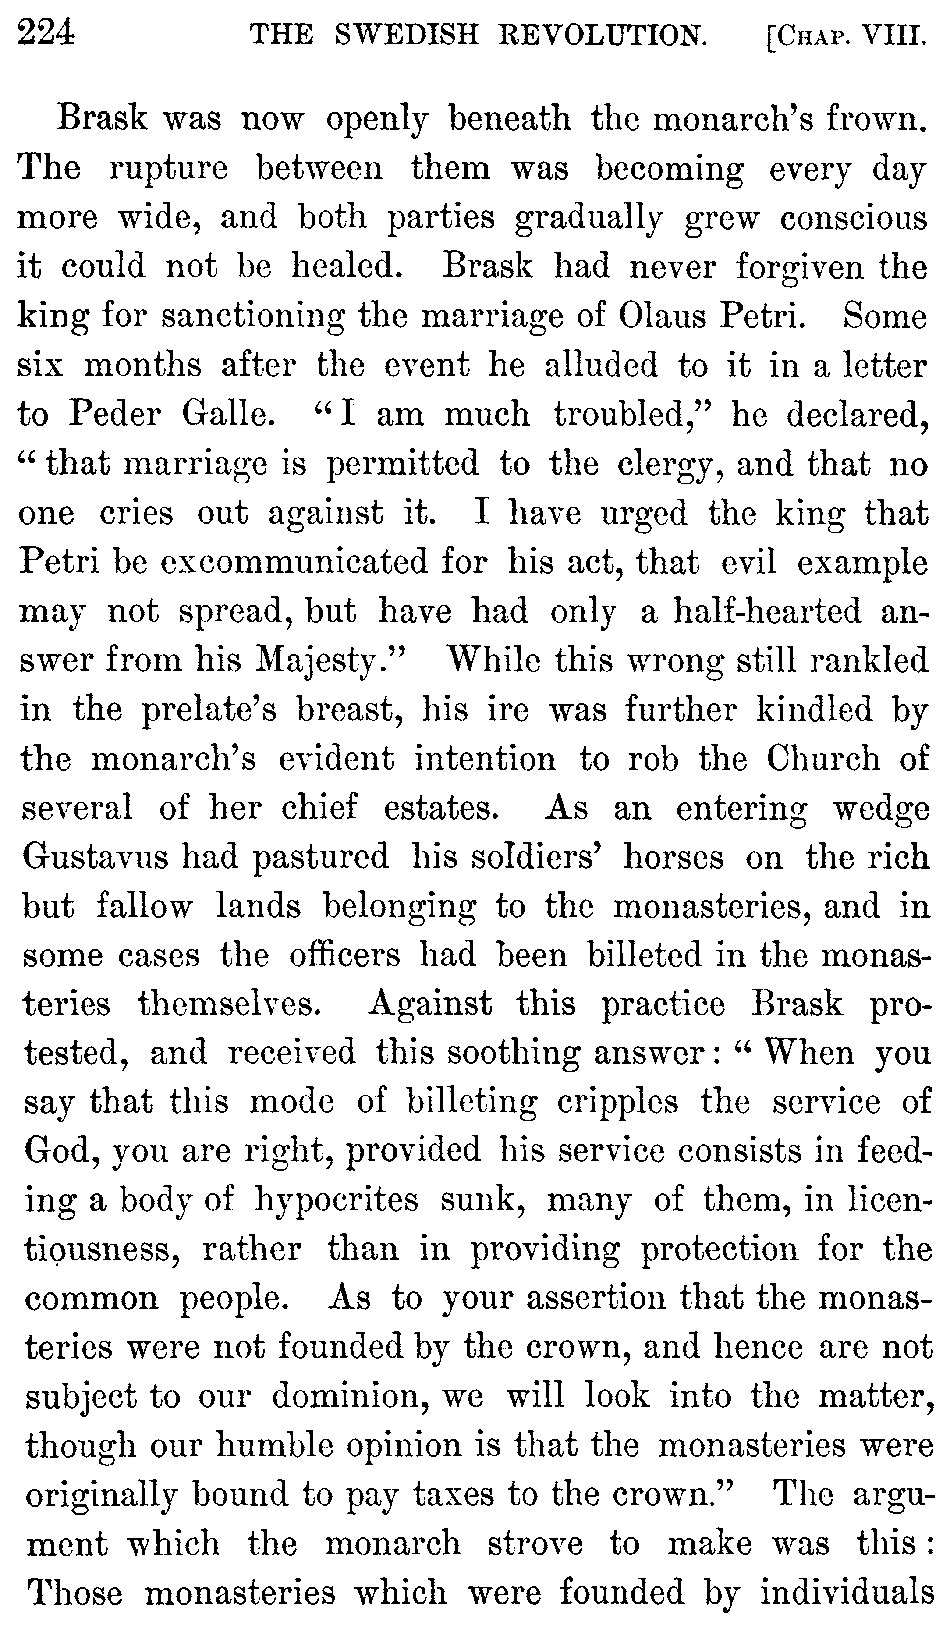 224 THE SWEDISH REVOLUTION. [CHAP. VIII.
Brask was now openly beneath the monarch's frown.
The rupture between them was becoming every day
more wide, and both parties gradually grew conscious
it could not be healed. Brask had never forgiven the
king for sanctioning the marriage of Olaus Petri. Some
six months after the event he alluded to it in a letter
to Peder Galle. “I am much troubled,” he declared,
“that marriage is permitted to the clergy, and that no
one cries out against it. I have urged the king that
Petri be excommunicated for his act, that evil example
may not spread, but have had only a half-hearted an-
swer from his Majesty.” While this wrong still rankled
in the prelate's breast, his ire was further kindled by
the monarch's evident intention to rob the Church of
several of her chief estates. As an entering wedge
Gustavus had pastured his soldiers' horses on the rich
but fallow lands belonging to the monasteries, and in
some cases the officers had been billeted in the monas-
teries themselves. Against this practice Brask pro-
tested, and received this soothing answer: “When you
say that this mode of billeting cripples the service of
God, you are right, provided his service consists in feed-
ing a body of hypocrites sunk, many of them, in licen-
tiousness, rather than in providing protection for the
common people. As to your assertion that the monas-
teries were not founded by the crown, and hence are not
subject to our dominion, we will look into the matter,
though our humble opinion is that the monasteries were
originally bound to pay taxes to the crown.” The argu-
ment which the monarch strove to make was this:
Those monasteries which were founded by individuals